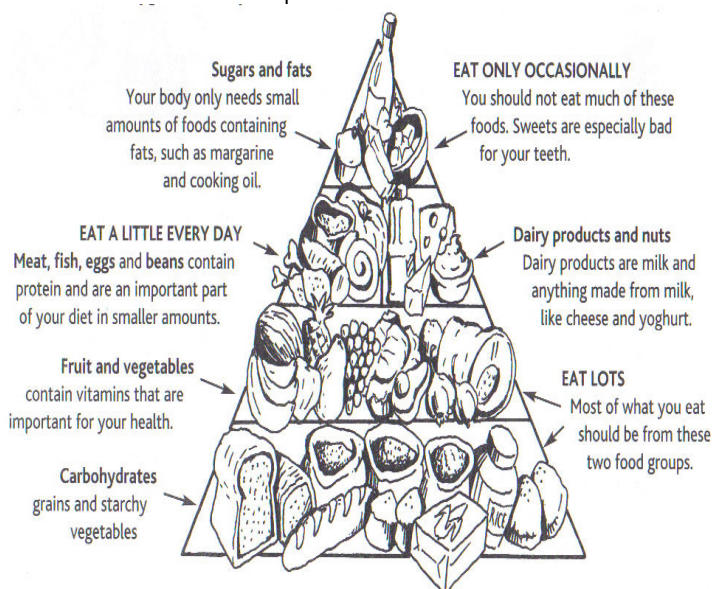 Sugars and fats
Your body only needs small
amounts of foods containing
fats, such as margarine
and cooking oil.
EAT ONLY OCCASIONALLY
You should not eat much of these
foods. Sweets are especially bad
for your teeth.
EAT A LITTLE EVERY DAY
Meat, fish, eggs and beans contain
protein and are an important part
of your diet in smaller amounts.
Dairy products and nuts
Dairy products are milk and
anything made from milk,
like cheese and yoghurt.
Fruit and vegetables
contain vitamins that are
important for your health.
EAT LOTS
Most of what you eat
should be from these
two food groups.
Carbohydrates
grains and starchy
vegetables
RICE